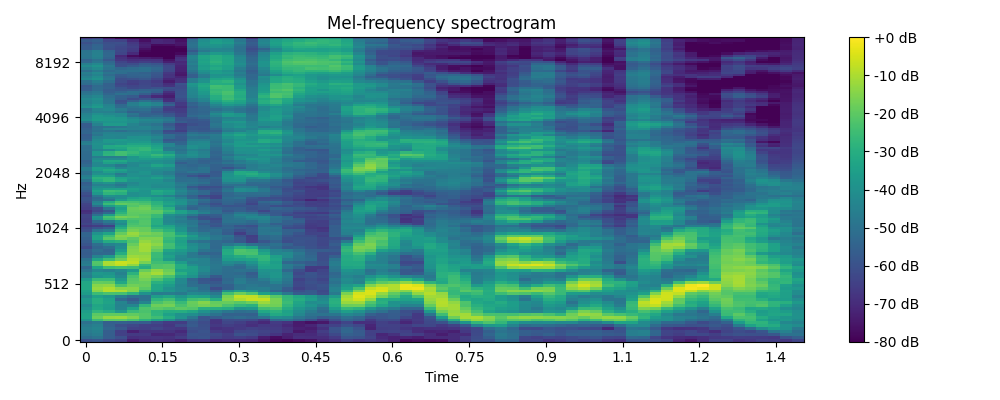 Mel-frequency spectrogram
Hz
8192
4096
2048
1024
512
0
0 0.15 0.3 0.45 0.6 0.75 0.9 1.1 1.2 1.4
Time
+0 dB
-10 dB
-20 dB
-30 dB
-40 dB
-50 dB
-60 dB
-70 dB
-80 dB